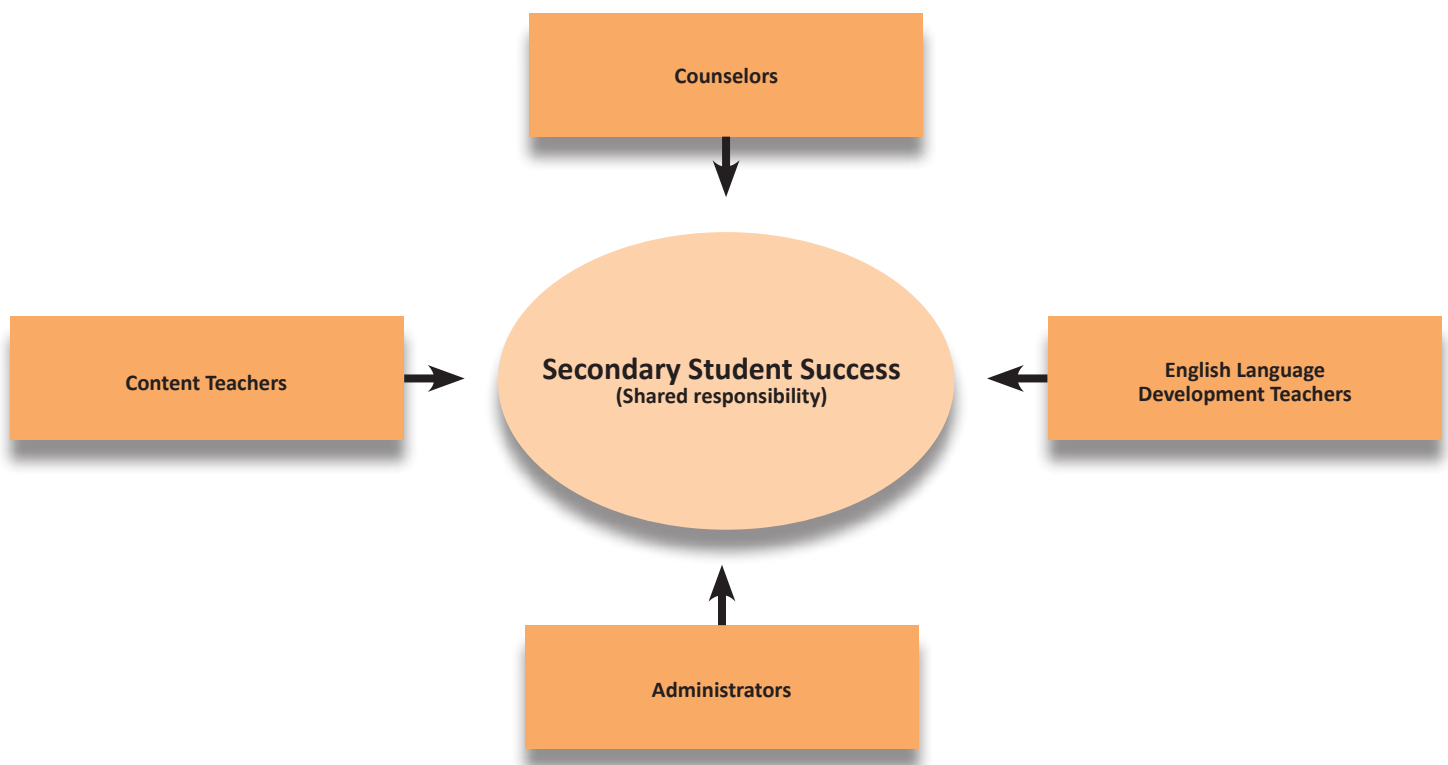 Counselors
Content Teachers
Secondary Student Success
(Shared responsibility)
English Language
Development Teachers
Administrators